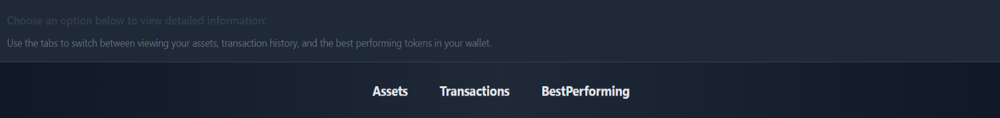 Choose an option below to view detailed information:
Use the tabs to switch between viewing your assets, transaction history, and the best performing tokens in your wallet.
Assets Transactions BestPerforming